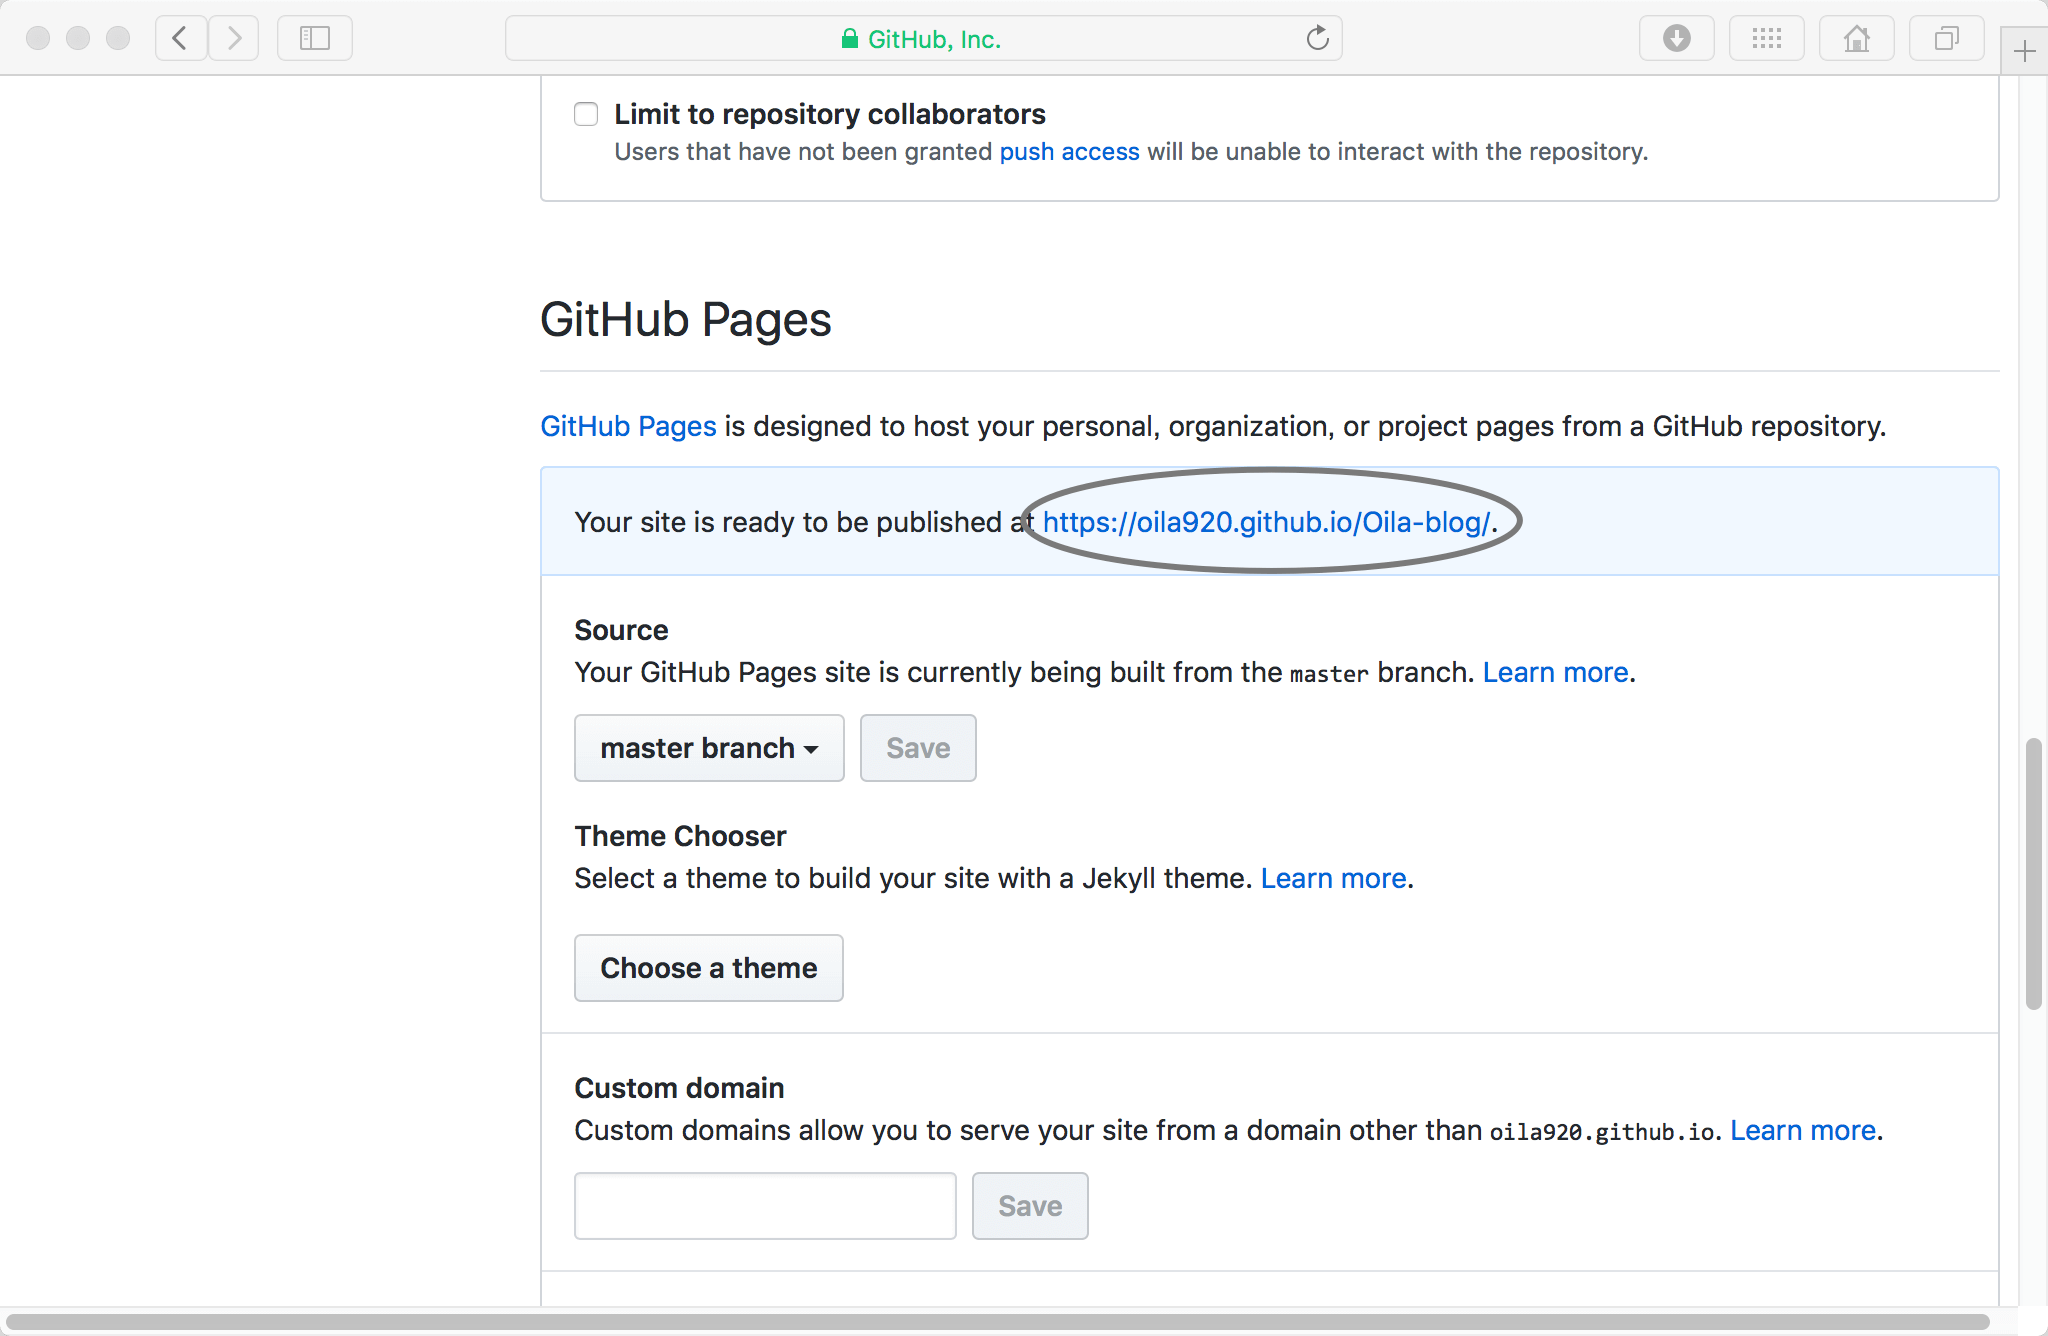 GitHub, Inc.
Limit to repository collaborators
Users that have not been granted push access will be unable to interact with the repository.
GitHub Pages
GitHub Pages is designed to host your personal, organization, or project pages from a GitHub repository.
Your site is ready to be published at https://oila920.github.io/Oila-blog/.
Source
Your GitHub Pages site is currently being built from the master branch. Learn more.
master branch Save
Theme Chooser
Select a theme to build your site with a Jekyll theme. Learn more.
Choose a theme
Custom domain
Custom domains allow you to serve your site from a domain other than oila920.github.io. Learn more.
Save